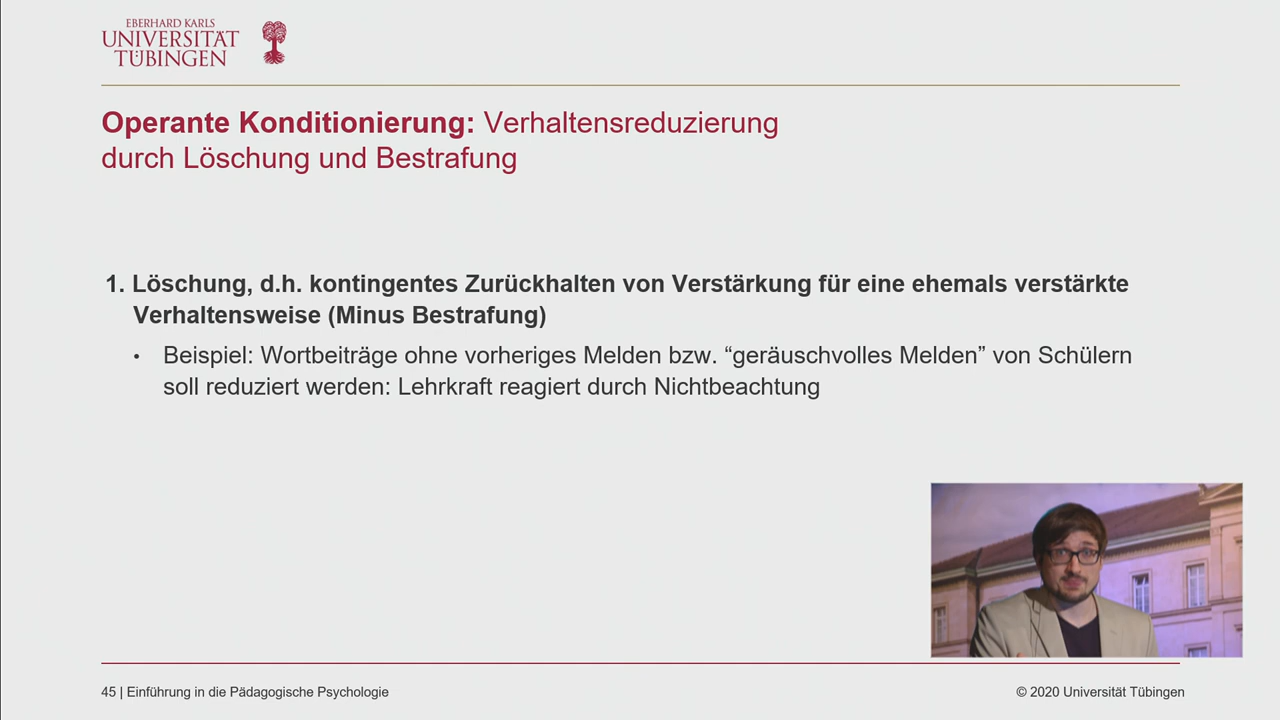 EBERHARD KARLS
UNIVERSITÄT
TÜBINGEN
Operante Konditionierung: Verhaltensreduzierung
durch Löschung und Bestrafung
1. Löschung, d.h. kontingentes Zurückhalten von Verstärkung für eine ehemals verstärkte
Verhaltensweise (Minus Bestrafung)
• Beispiel: Wortbeiträge ohne vorheriges Melden bzw. “geräuschvolles Melden” von Schülern
soll reduziert werden: Lehrkraft reagiert durch Nichtbeachtung
45 | Einführung in die Pädagogische Psychologie
© 2020 Universität Tübingen